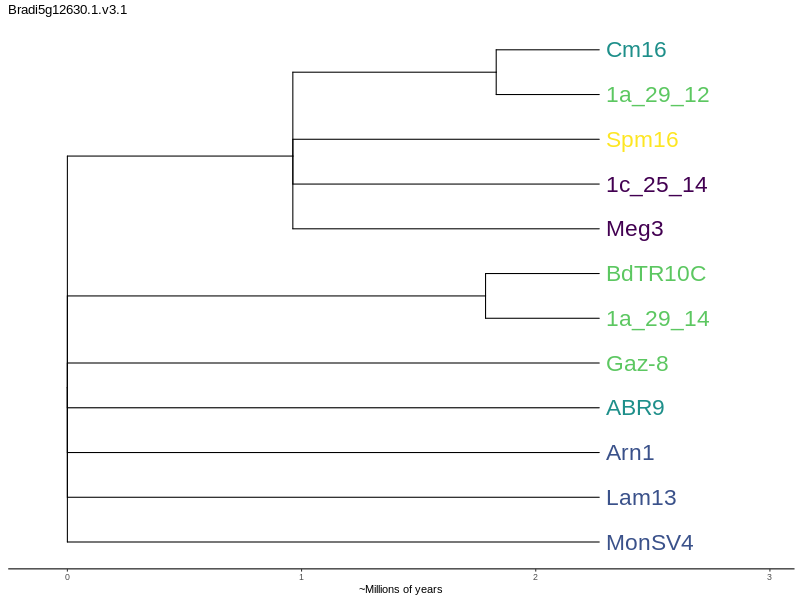 Bradi5g12630.1.v3.1
Cm16
1a_29_12
Spm16
1c_25_14
Meg3
BdTR10C
1a_29_14
Gaz-8
ABR9
Arn1
Lam13
MonSV4
0 1 2 3
~Millions of years